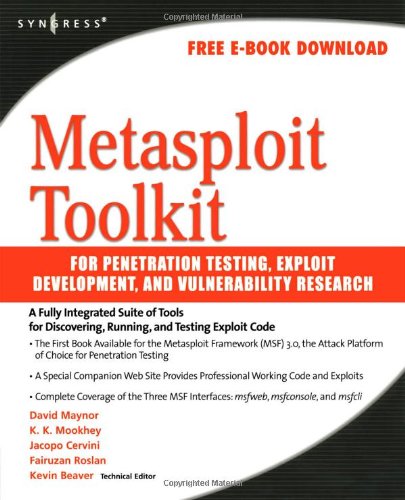 SYNGRESS®
FREE E-BOOK DOWNLOAD
Metasploit
Toolkit
FOR PENETRATION TESTING, EXPLOIT
DEVELOPMENT, AND VULNERABILITY RESEARCH
A Fully Integrated Suite of Tools
for Discovering, Running, and Testing Exploit Code
• The First Book Available for the Metasploit Framework (MSF) 3.0, the Attack Platform
of Choice for Penetration Testing
• A Special Companion Web Site Provides Professional Working Code and Exploits
• Complete Coverage of the Three MSF Interfaces: msfweb, msfconsole, and msfcli
David Maynor
K. K. Mookhey
Jacopo Cervini
Fairuzan Roslan
Kevin Beaver Technical Editor